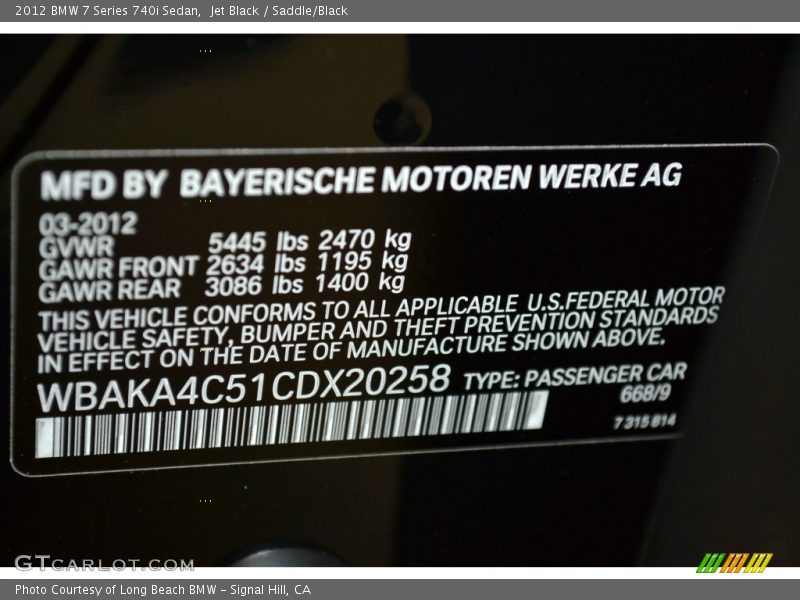 2012 BMW 7 Series 740i Sedan,  Jet Black / Saddle/Black
MFD BY BAYERISCHE MOTOREN WERKE AG
03-2012
GVWR 5445 lbs 2470 kg
GAWR FRONT 2634 lbs 1195 kg
GAWR REAR 3086 lbs 1400 kg
THIS VEHICLE CONFORMS TO ALL APPLICABLE U.S.FEDERAL MOTOR
VEHICLE SAFETY, BUMPER AND THEFT PREVENTION STANDARDS
IN EFFECT ON THE DATE OF MANUFACTURE SHOWN ABOVE.
WBAKA4C51CDX20258 TYPE: PASSENGER CAR
668/9
7 315 814
GTCARLOT.COM
Photo Courtesy of Long Beach BMW - Signal Hill, CA